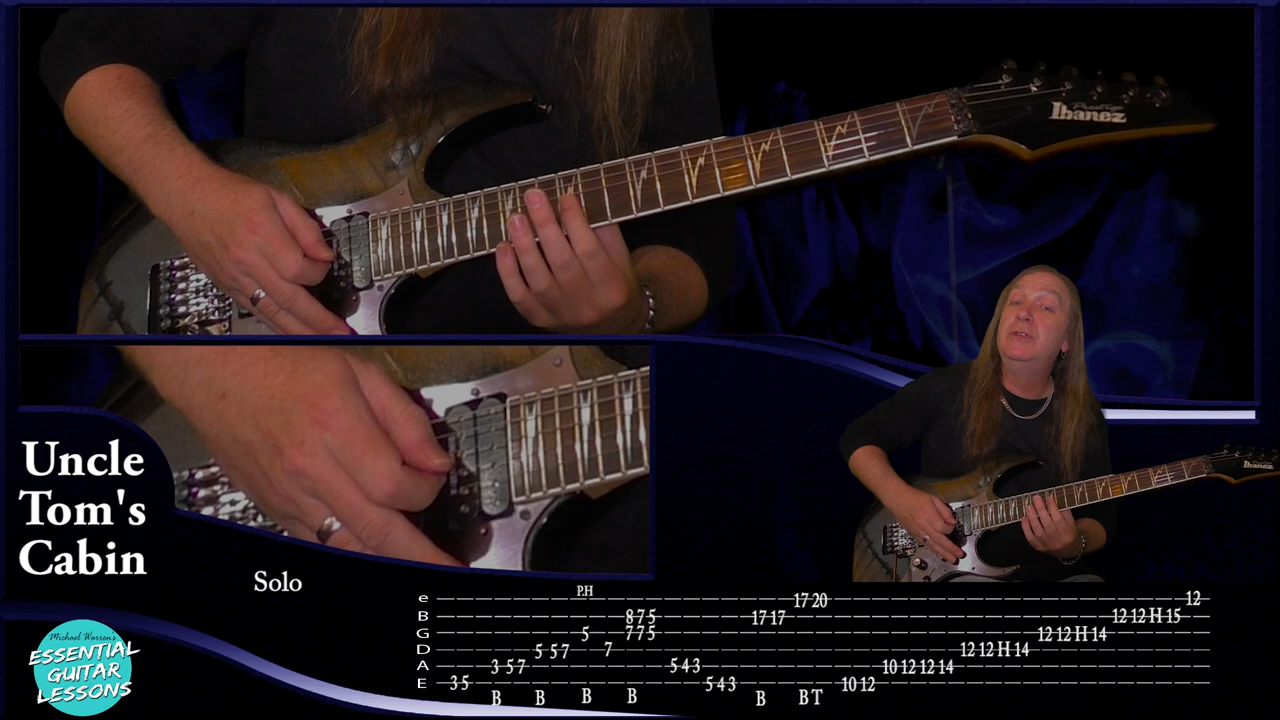 Prestige
Ibanez
Ibanez
Uncle
Tom's
Cabin
Solo
P.H
e 17 20 12
B 8 7 5 17 17 12 12 H 15
G 5 7 7 5 12 12 H 14
D 5 5 7 7 12 12 H 14
A 3 5 7 5 4 3 10 12 12 14
E 3 5 5 4 3 10 12
B B B B B B T
Michael Warren's
ESSENTIAL
GUITAR
LESSONS